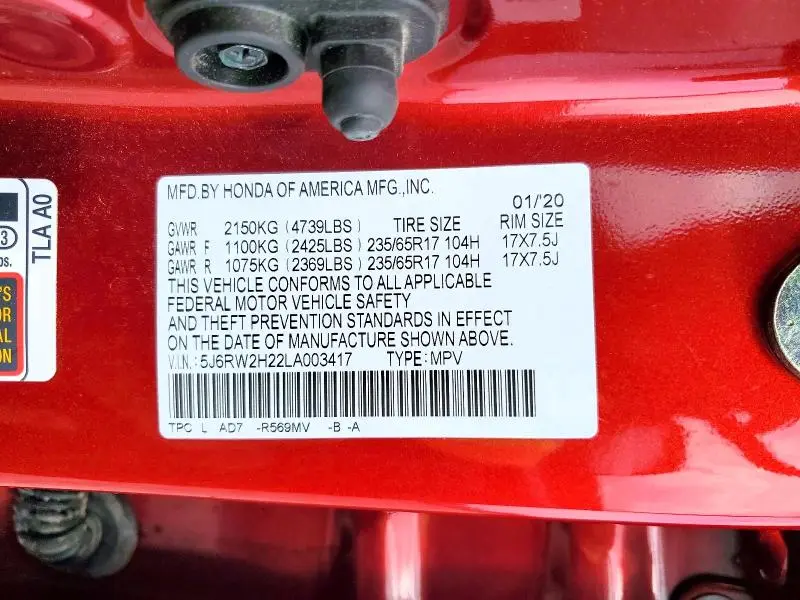 MFD.BY HONDA OF AMERICA MFG.,INC.
01/'20
GVWR 2150KG (4739LBS) TIRE SIZE RIM SIZE
GAWR F 1100KG (2425LBS) 235/65R17 104H 17X7.5J
GAWR R 1075KG (2369LBS) 235/65R17 104H 17X7.5J
THIS VEHICLE CONFORMS TO ALL APPLICABLE
FEDERAL MOTOR VEHICLE SAFETY
AND THEFT PREVENTION STANDARDS IN EFFECT
ON THE DATE OF MANUFACTURE SHOWN ABOVE.
V.I.N.: 5J6RW2H22LA003417 TYPE: MPV
TPC L AD7 -R569MV -B -A
TLA A0